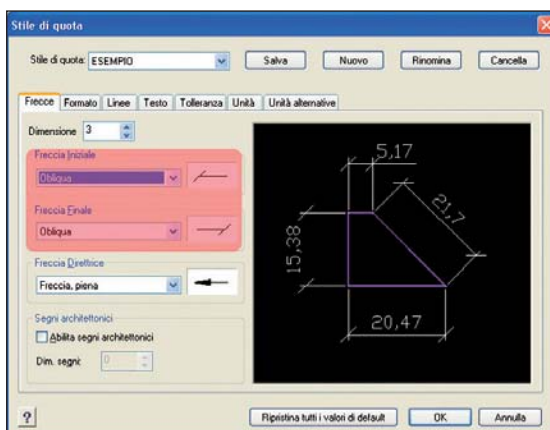 Stile di quota
Stile di quota: ESEMPIO Salva Nuovo Rinomina Cancella
Frecce Formato Linee Testo Tolleranza Unità Unità alternative
Dimensione 3
Freccia Iniziale
Obliqua
Freccia Finale
Obliqua
Freccia Direttrice
Freccia, piena
Segni architettonici
Abilita segni architettonici
Dim. segni: 0
5,17
21,7
15,38
20,47
? Ripristina tutti i valori di default OK Annulla